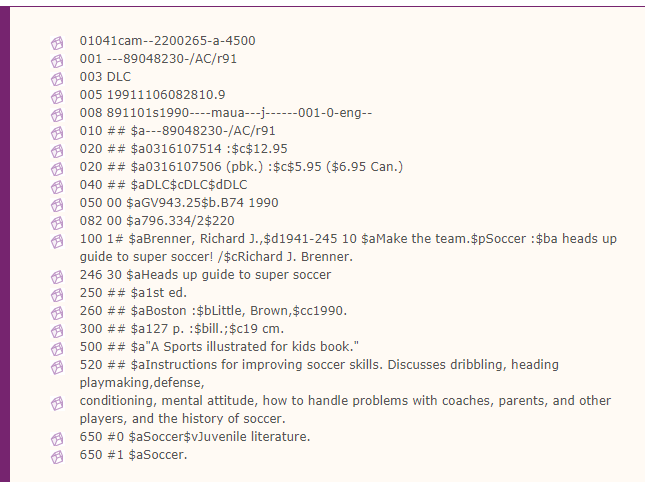 01041cam--2200265-a-4500
001 ---89048230-/AC/r91
003 DLC
005 19911106082810.9
008 891101s1990----maua---j------001-0-eng--
010 ## $a---89048230-/AC/r91
020 ## $a0316107514 :$c$12.95
020 ## $a0316107506 (pbk.) :$c$5.95 ($6.95 Can.)
040 ## $aDLC$cDLC$dDLC
050 00 $aGV943.25$b.B74 1990
082 00 $a796.334/2$220
100 1# $aBrenner, Richard J.,$d1941-245 10 $aMake the team.$pSoccer :$ba heads up
guide to super soccer! /$cRichard J. Brenner.
246 30 $aHeads up guide to super soccer
250 ## $a1st ed.
260 ## $aBoston :$bLittle, Brown,$cc1990.
300 ## $a127 p. :$bill.;$c19 cm.
500 ## $a"A Sports illustrated for kids book."
520 ## $aInstructions for improving soccer skills. Discusses dribbling, heading
playmaking,defense,
conditioning, mental attitude, how to handle problems with coaches, parents, and other
players, and the history of soccer.
650 #0 $aSoccer$vJuvenile literature.
650 #1 $aSoccer.